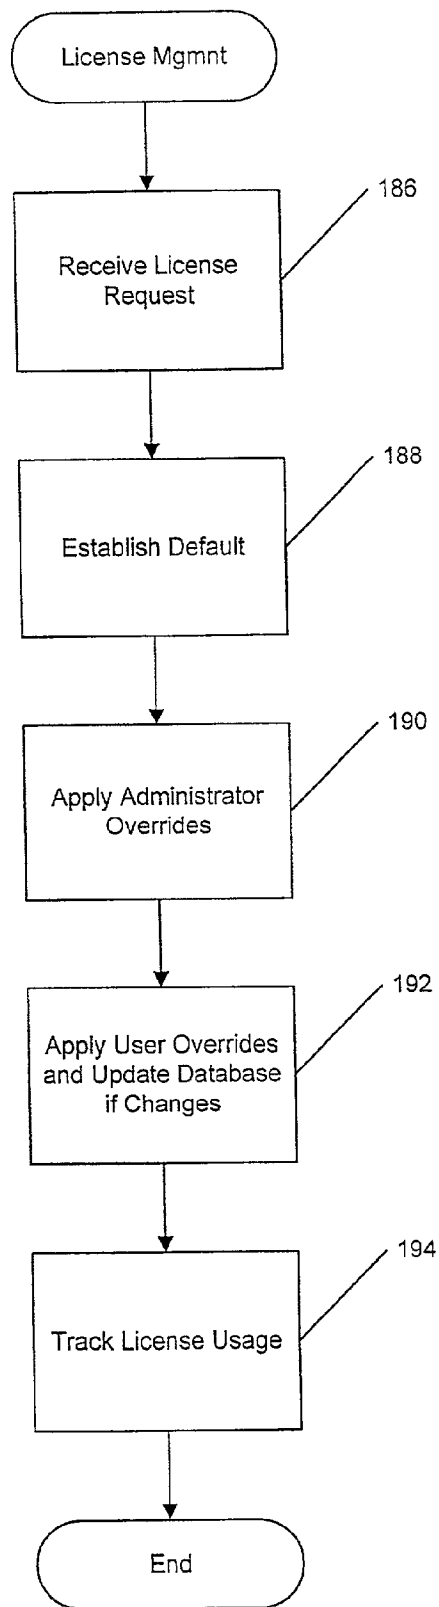 License Mgmnt
186
Receive License
Request
188
Establish Default
190
Apply Administrator
Overrides
192
Apply User Overrides
and Update Database
if Changes
194
Track License Usage
End